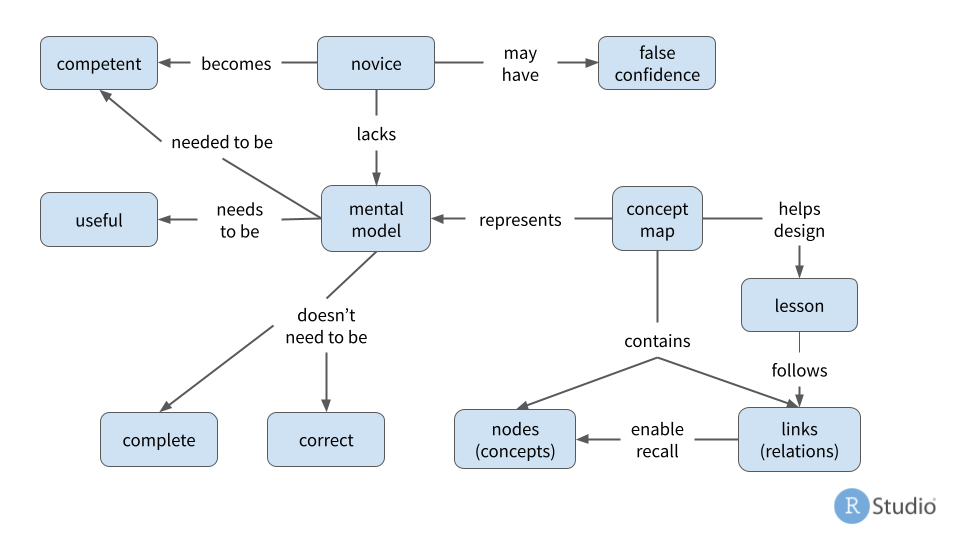 competent
becomes
novice
may
have
false
confidence
needed to be
lacks
useful
needs
to be
mental
model
represents
concept
map
helps
design
lesson
doesn’t
need to be
contains
follows
complete
correct
nodes
(concepts)
enable
recall
links
(relations)
R Studio®